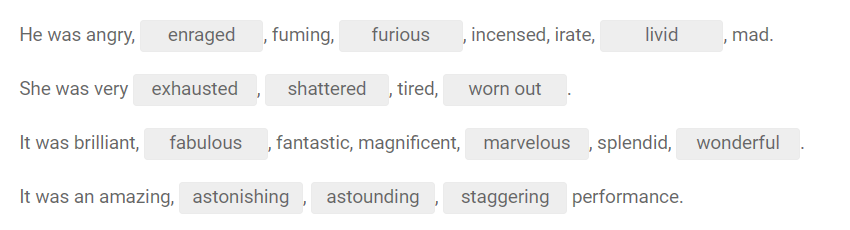 He was angry, enraged, fuming, furious, incensed, irate, livid, mad.
She was very exhausted, shattered, tired, worn out.
It was brilliant, fabulous, fantastic, magnificent, marvelous, splendid, wonderful.
It was an amazing, astonishing, astounding, staggering performance.